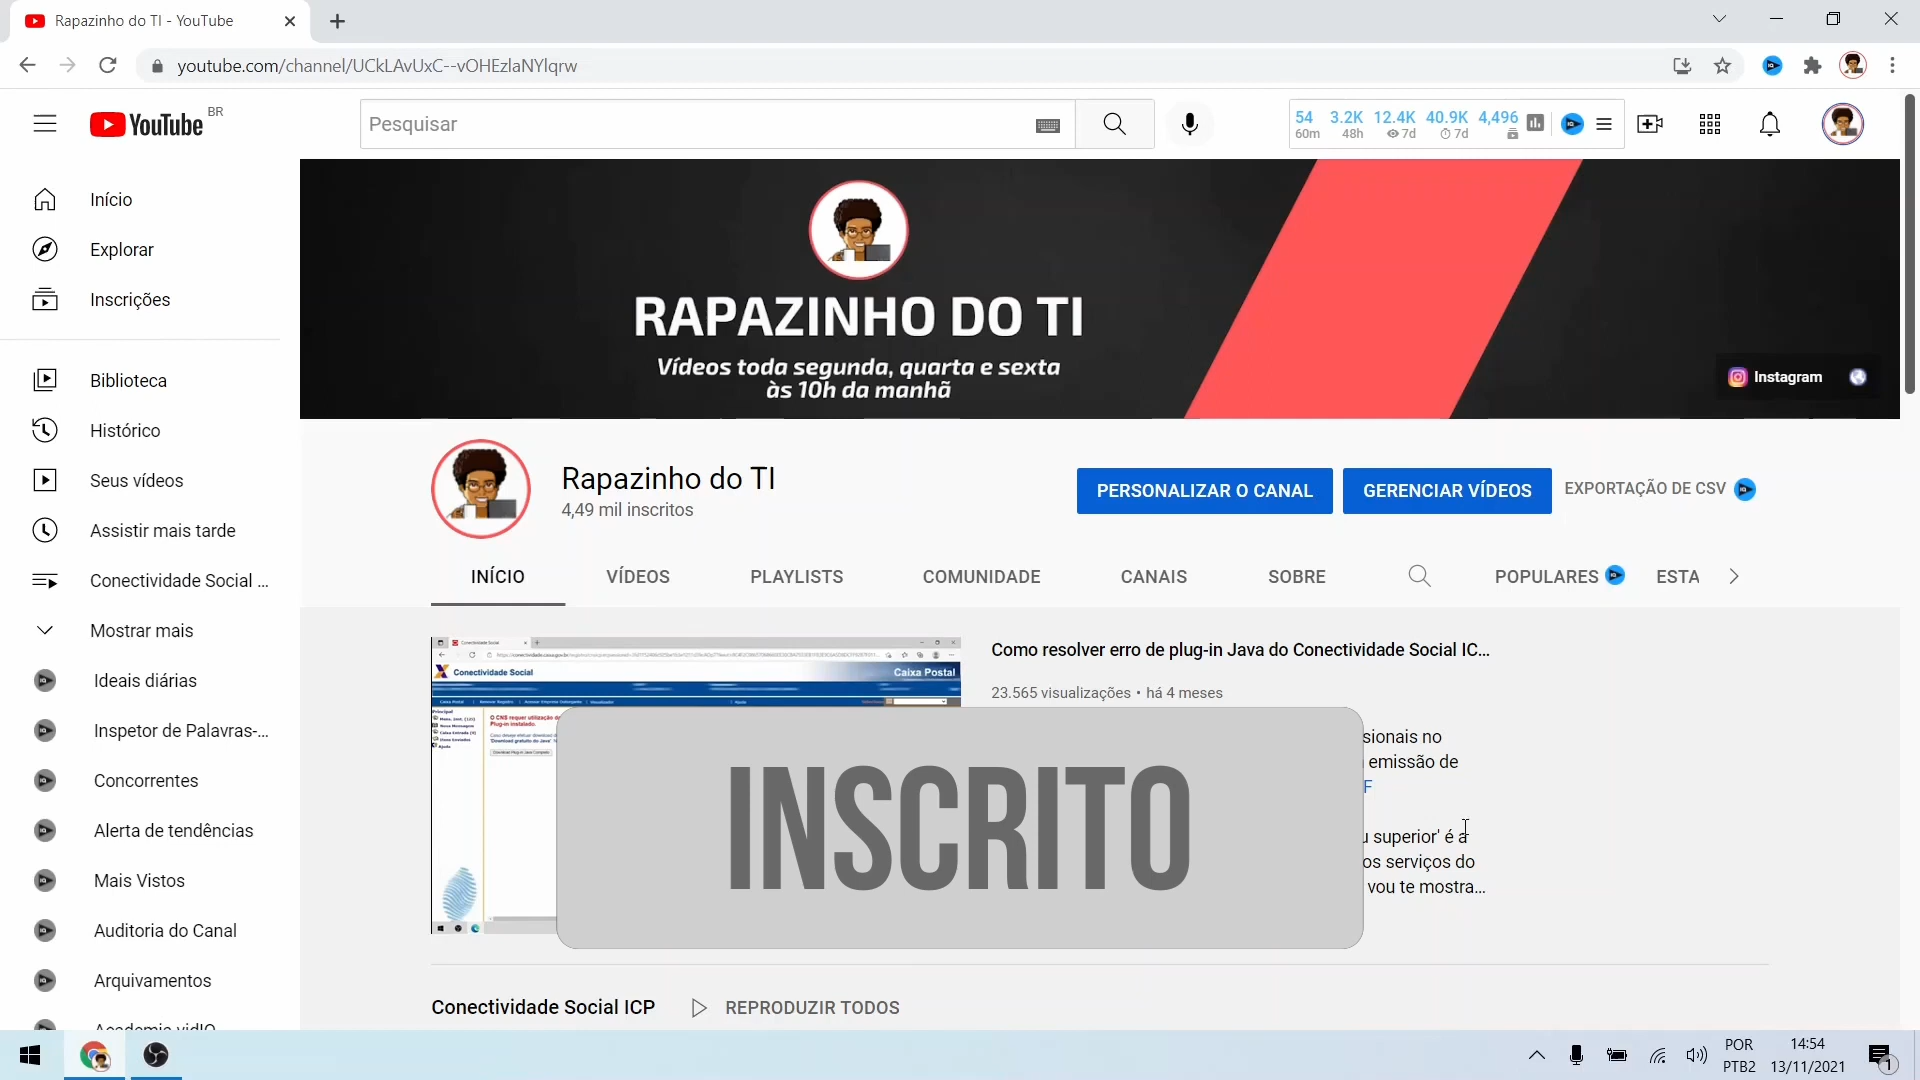 Rapazinho do TI - YouTube
youtube.com/channel/UCkLAvUxC--vOHEzlaNYlqrw
YouTube BR
Pesquisar
54 3.2K 12.4K 40.9K 4,496
60m 48h 7d 7d
Início
Explorar
Inscrições
Biblioteca
Histórico
Seus vídeos
Assistir mais tarde
Conectividade Social ...
Mostrar mais
Ideais diárias
Inspetor de Palavras-...
Concorrentes
Alerta de tendências
Mais Vistos
Auditoria do Canal
Arquivamentos
Academia vidIQ
RAPAZINHO DO TI
Vídeos toda segunda, quarta e sexta
às 10h da manhã
Instagram
Rapazinho do TI
4,49 mil inscritos
PERSONALIZAR O CANAL
GERENCIAR VÍDEOS
EXPORTAÇÃO DE CSV
INÍCIO VÍDEOS PLAYLISTS COMUNIDADE CANAIS SOBRE POPULARES ESTA
Conectividade Social
Caixa Postal
Como resolver erro de plug-in Java do Conectividade Social IC...
23.565 visualizações • há 4 meses
sionais no
emissão de
F
u superior' é a
os serviços do
vou te mostra...
INSCRITO
Conectividade Social ICP
REPRODUZIR TODOS
POR
PTB2
14:54
13/11/2021
1